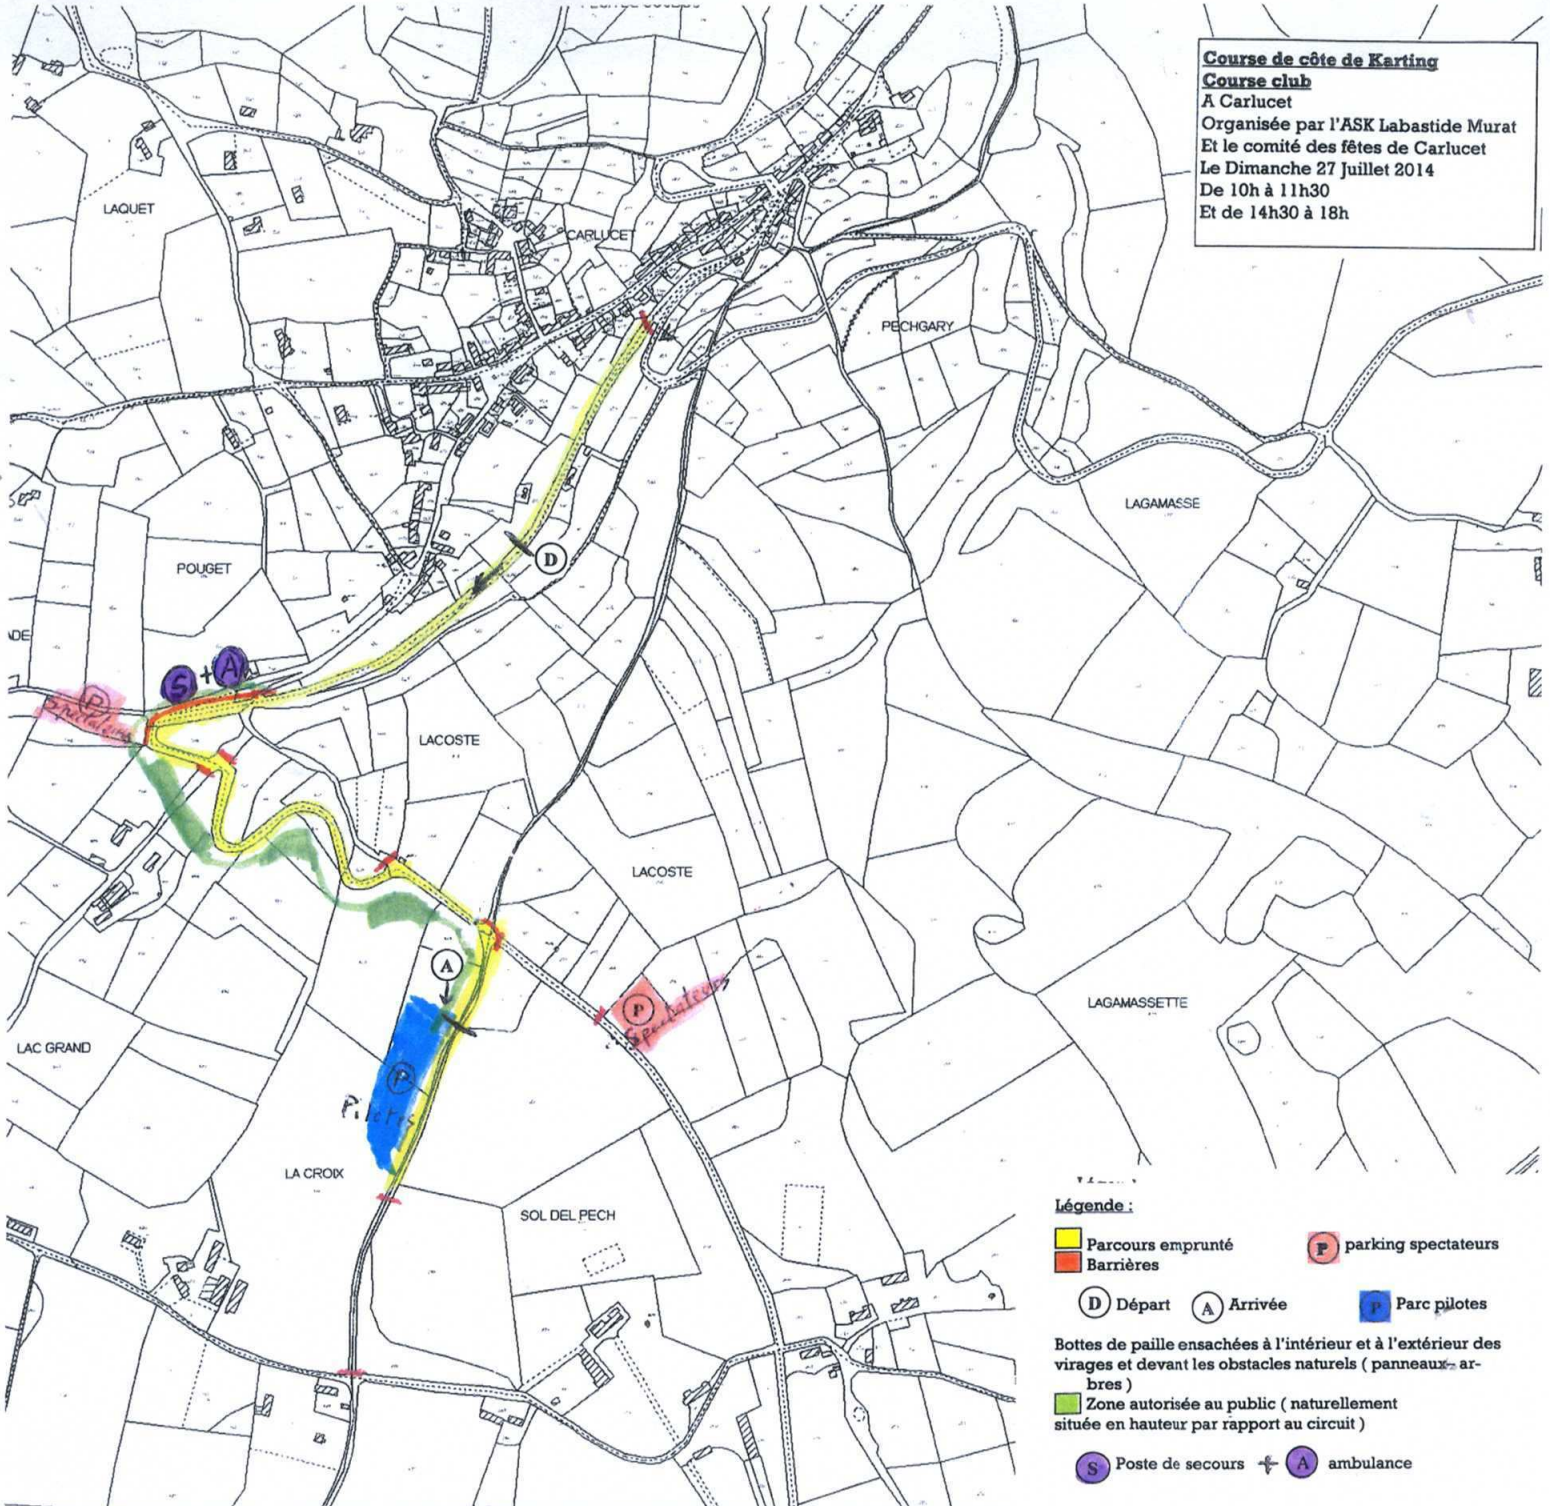 Course de côte de Karting
Course club
A Carlucet
Organisée par l'ASK Labastide Murat
Et le comité des fêtes de Carlucet
Le Dimanche 27 Juillet 2014
De 10h à 11h30
Et de 14h30 à 18h
LAQUET
CARLUCET
PECHGARY
LAGAMASSE
POUGET
D
S + A
P
Spectateurs
LACOSTE
LACOSTE
A
P
Spectateurs
LAGAMASSETTE
LAC GRAND
P
Pilotes
LA CROIX
SOL DEL PECH
Légende :
Parcours emprunté
Barrières
P parking spectateurs
D Départ A Arrivée P Parc pilotes
Bottes de paille ensachées à l'intérieur et à l'extérieur des
virages et devant les obstacles naturels ( panneaux- ar-
bres )
Zone autorisée au public ( naturellement
située en hauteur par rapport au circuit )
S Poste de secours + A ambulance